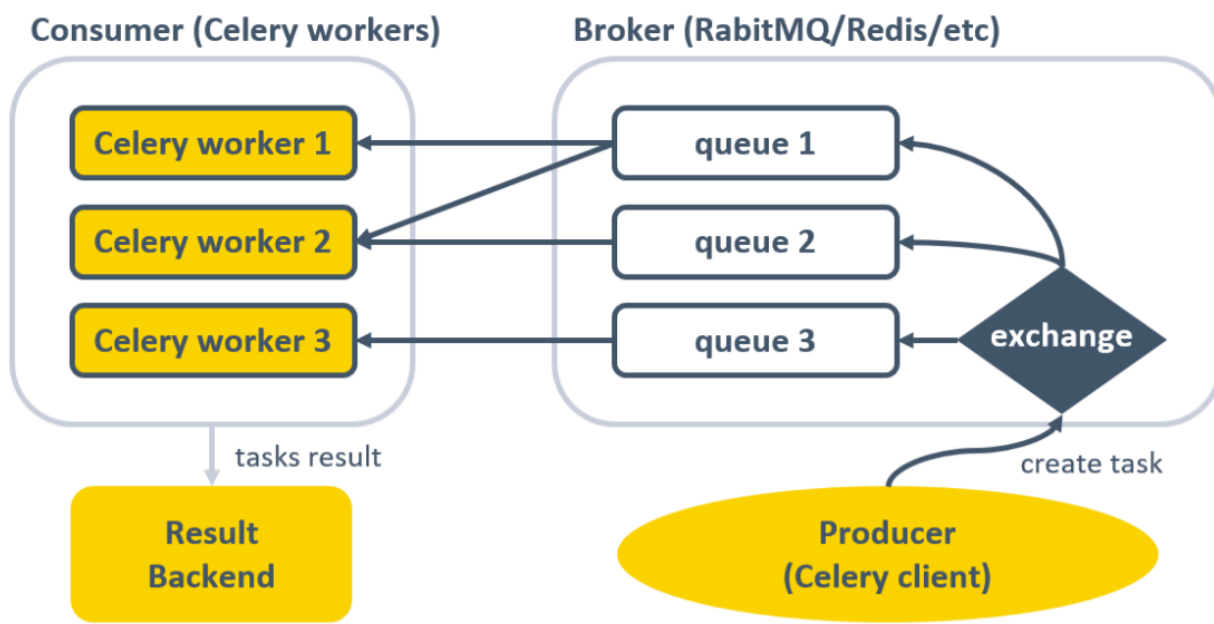 Consumer (Celery workers)
Broker (RabitMQ/Redis/etc)
Celery worker 1
queue 1
Celery worker 2
queue 2
Celery worker 3
queue 3
exchange
tasks result
create task
Result
Backend
Producer
(Celery client)